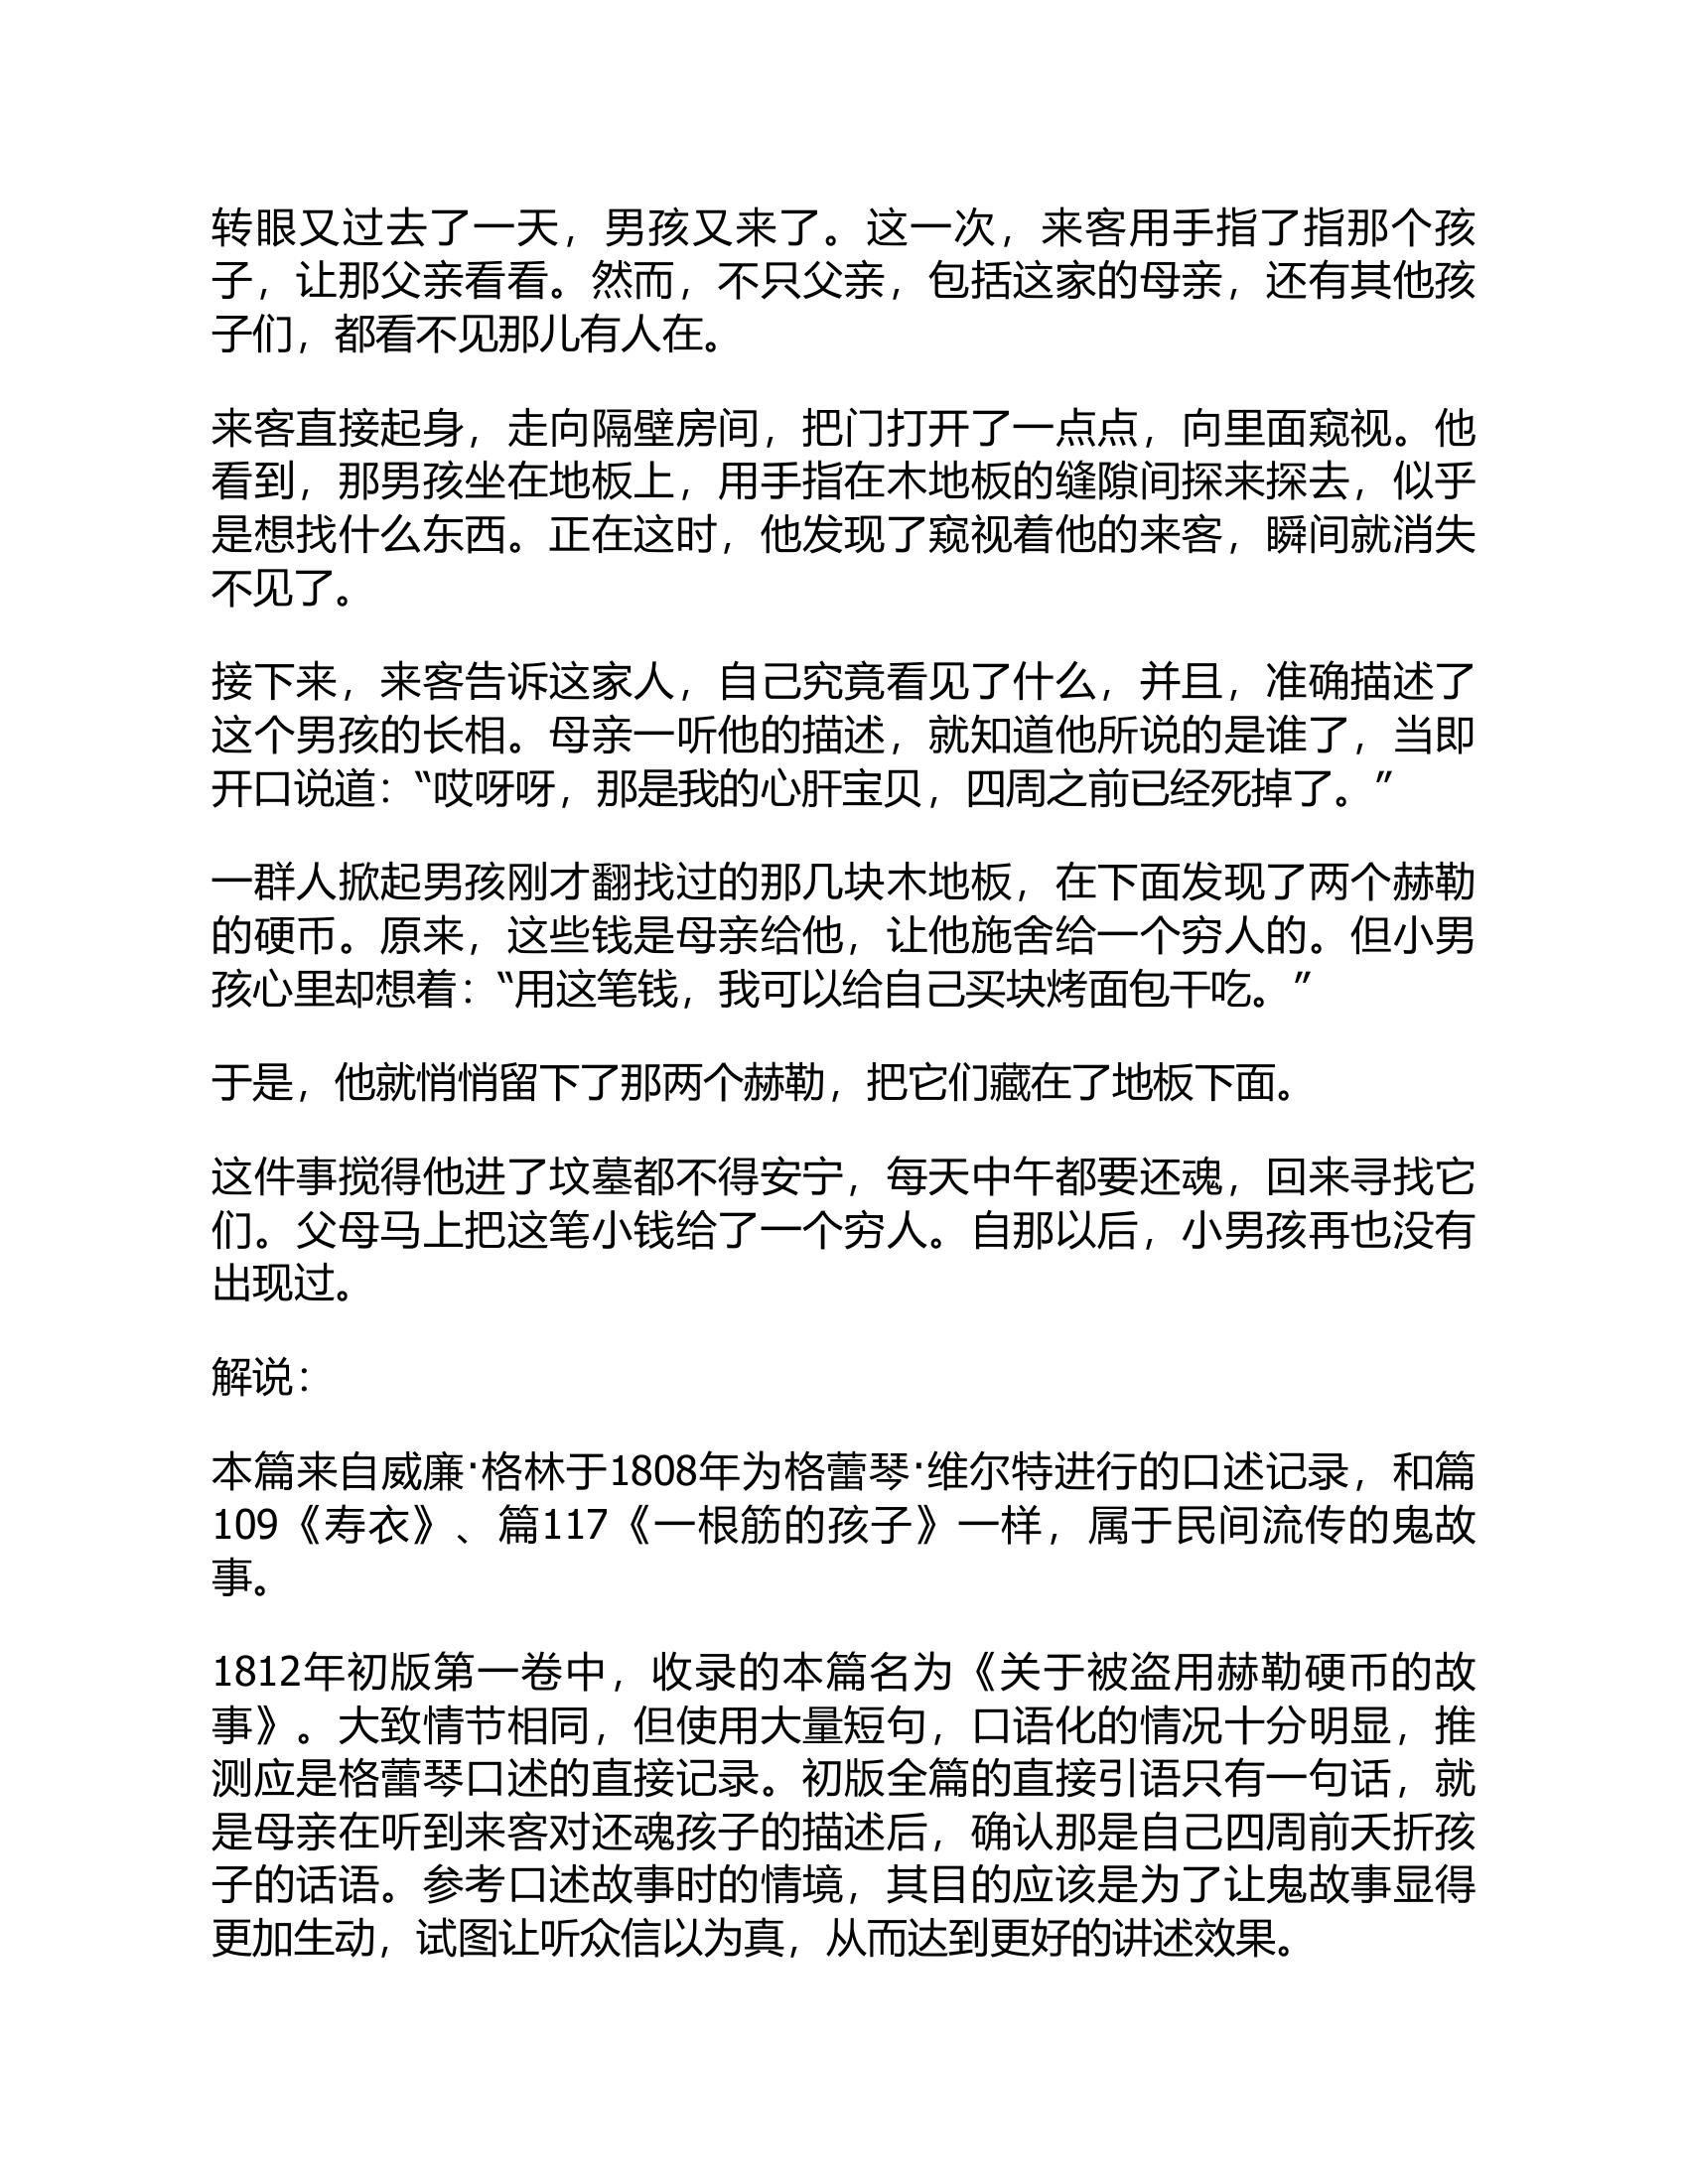 转眼又过去了一天，男孩又来了。这一次，来客用手指了指那个孩
子，让那父亲看看。然而，不只父亲，包括这家的母亲，还有其他孩
子们，都看不见那儿有人在。
来客直接起身，走向隔壁房间，把门打开了一点点，向里面窥视。他
看到，那男孩坐在地板上，用手指在木地板的缝隙间探来探去，似乎
是想找什么东西。正在这时，他发现了窥视着他的来客，瞬间就消失
不见了。
接下来，来客告诉这家人，自己究竟看见了什么，并且，准确描述了
这个男孩的长相。母亲一听他的描述，就知道他所说的是谁了，当即
开口说道：“哎呀呀，那是我的心肝宝贝，四周之前已经死掉了。”
一群人掀起男孩刚才翻找过的那几块木地板，在下面发现了两个赫勒
的硬币。原来，这些钱是母亲给他，让他施舍给一个穷人的。但小男
孩心里却想着：“用这笔钱，我可以给自己买块烤面包干吃。”
于是，他就悄悄留下了那两个赫勒，把它们藏在了地板下面。
这件事搅得他进了坟墓都不得安宁，每天中午都要还魂，回来寻找它
们。父母马上把这笔小钱给了一个穷人。自那以后，小男孩再也没有
出现过。
解说：
本篇来自威廉·格林于1808年为格蕾琴·维尔特进行的口述记录，和篇
109《寿衣》、篇117《一根筋的孩子》一样，属于民间流传的鬼故
事。
1812年初版第一卷中，收录的本篇名为《关于被盗用赫勒硬币的故
事》。大致情节相同，但使用大量短句，口语化的情况十分明显，推
测应是格蕾琴口述的直接记录。初版全篇的直接引语只有一句话，就
是母亲在听到来客对还魂孩子的描述后，确认那是自己四周前夭折孩
子的话语。参考口述故事时的情境，其目的应该是为了让鬼故事显得
更加生动，试图让听众信以为真，从而达到更好的讲述效果。